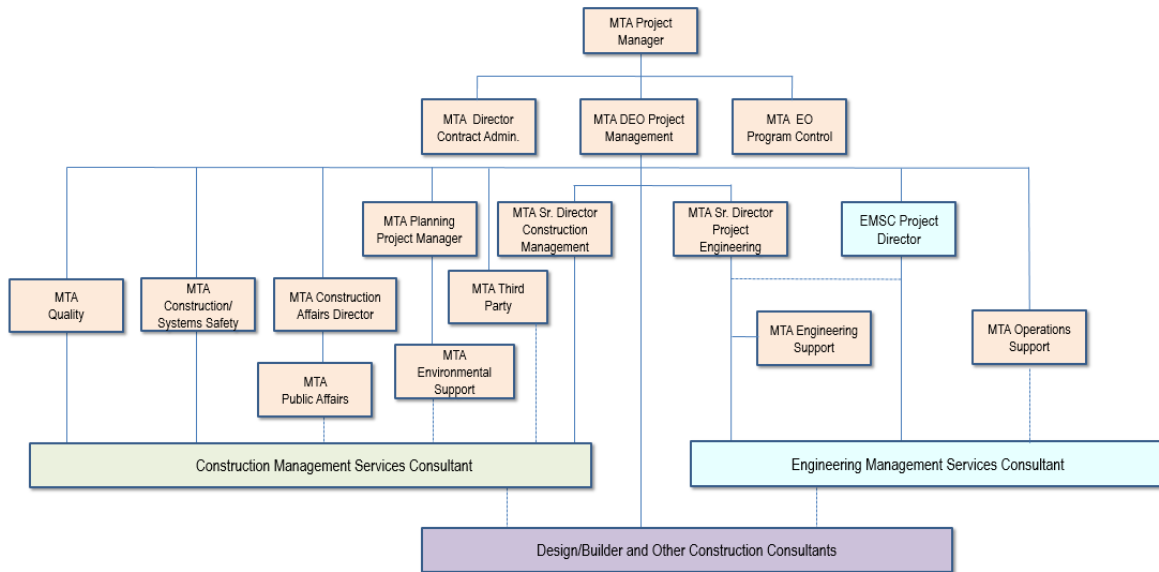 MTA Project
Manager
MTA Director
Contract Admin.
MTA DEO Project
Management
MTA EO
Program Control
MTA Planning
Project Manager
MTA Sr. Director
Construction
Management
MTA Sr. Director
Project
Engineering
EMSC Project
Director
MTA
Quality
MTA
Construction/
Systems Safety
MTA Construction
Affairs Director
MTA Third
Party
MTA Engineering
Support
MTA Operations
Support
MTA
Public Affairs
MTA
Environmental
Support
Construction Management Services Consultant
Engineering Management Services Consultant
Design/Builder and Other Construction Consultants